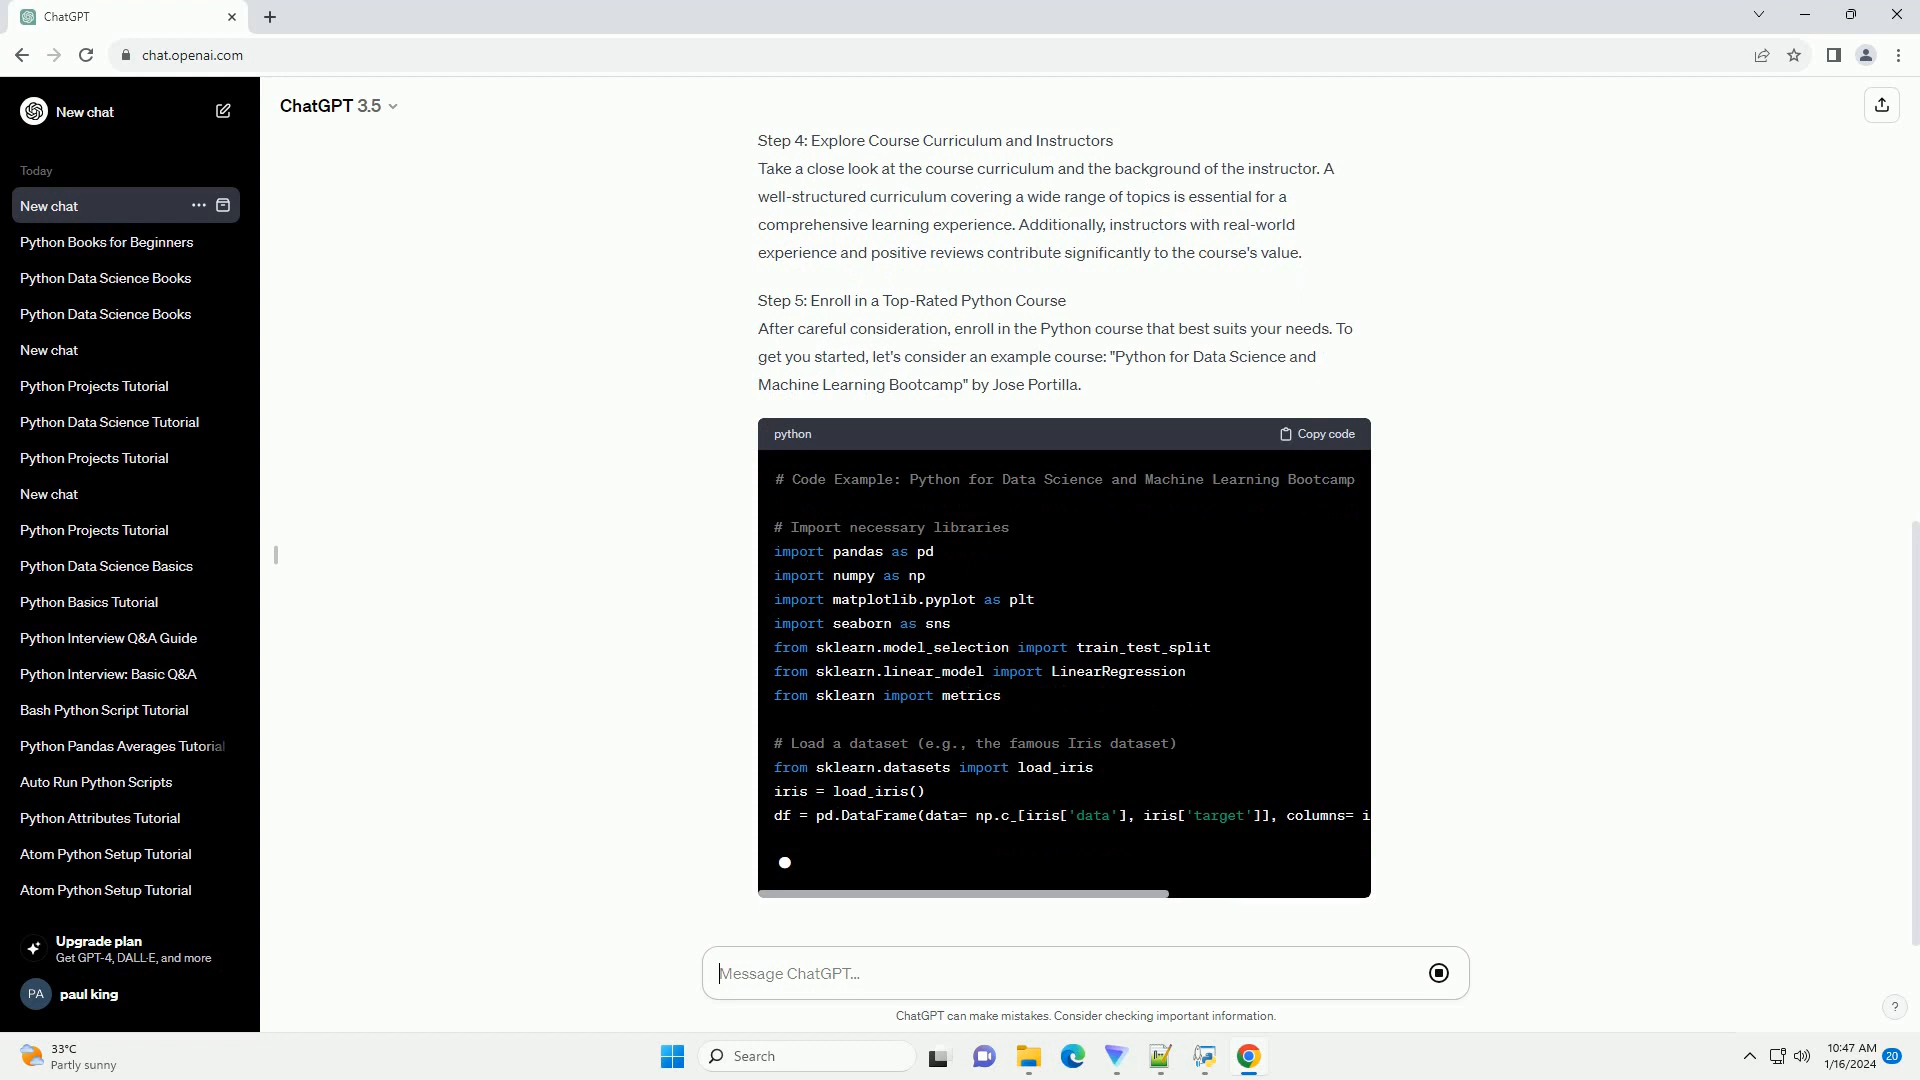 ChatGPT
chat.openai.com
New chat
Today
New chat
Python Books for Beginners
Python Data Science Books
Python Data Science Books
New chat
Python Projects Tutorial
Python Data Science Tutorial
Python Projects Tutorial
New chat
Python Projects Tutorial
Python Data Science Basics
Python Basics Tutorial
Python Interview Q&A Guide
Python Interview: Basic Q&A
Bash Python Script Tutorial
Python Pandas Averages Tutorial
Auto Run Python Scripts
Python Attributes Tutorial
Atom Python Setup Tutorial
Atom Python Setup Tutorial
Upgrade plan
Get GPT-4, DALL·E, and more
PA paul king
ChatGPT 3.5
Step 4: Explore Course Curriculum and Instructors
Take a close look at the course curriculum and the background of the instructor. A
well-structured curriculum covering a wide range of topics is essential for a
comprehensive learning experience. Additionally, instructors with real-world
experience and positive reviews contribute significantly to the course's value.
Step 5: Enroll in a Top-Rated Python Course
After careful consideration, enroll in the Python course that best suits your needs. To
get you started, let's consider an example course: "Python for Data Science and
Machine Learning Bootcamp" by Jose Portilla.
python Copy code
# Code Example: Python for Data Science and Machine Learning Bootcamp
# Import necessary libraries
import pandas as pd
import numpy as np
import matplotlib.pyplot as plt
import seaborn as sns
from sklearn.model_selection import train_test_split
from sklearn.linear_model import LinearRegression
from sklearn import metrics
# Load a dataset (e.g., the famous Iris dataset)
from sklearn.datasets import load_iris
iris = load_iris()
df = pd.DataFrame(data= np.c_[iris['data'], iris['target']], columns= i
Message ChatGPT...
ChatGPT can make mistakes. Consider checking important information.
?
33°C
Partly sunny
Search
10:47 AM
1/16/2024
20